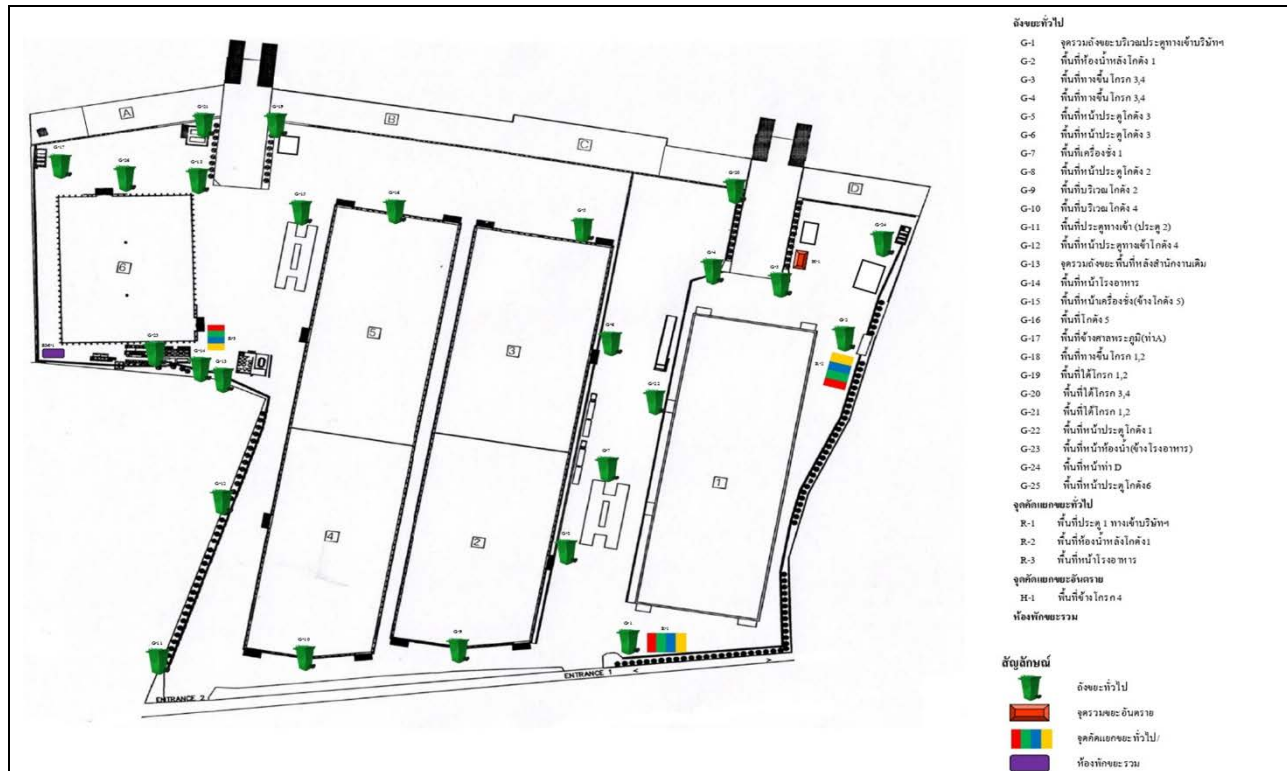 ถังขยะทั่วไป
G-1 จุดรวมถังขยะบริเวณประตูทางเข้าบริษัทฯ
G-2 พื้นที่ห้องน้ำหลังโกดัง 1
G-3 พื้นที่ทางขึ้นโกรก 3,4
G-4 พื้นที่ทางขึ้นโกรก 3,4
G-5 พื้นที่หน้าประตูโกดัง 3
G-6 พื้นที่หน้าประตูโกดัง 3
G-7 พื้นที่เครื่องชั่ง 1
G-8 พื้นที่หน้าประตูโกดัง 2
G-9 พื้นที่บริเวณโกดัง 2
G-10 พื้นที่บริเวณโกดัง 4
G-11 พื้นที่ประตูทางเข้า (ประตู 2)
G-12 พื้นที่หน้าประตูทางเข้าโกดัง 4
G-13 จุดรวมถังขยะพื้นที่หลังสำนักงานเดิม
G-14 พื้นที่หน้าโรงอาหาร
G-15 พื้นที่หน้าเครื่องชั่ง(ข้างโกดัง 5)
G-16 พื้นที่โกดัง 5
G-17 พื้นที่ข้างศาลพระภูมิ(ท่าA)
G-18 พื้นที่ทางขึ้นโกรก 1,2
G-19 พื้นที่ใต้โกรก 1,2
G-20 พื้นที่ใต้โกรก 3,4
G-21 พื้นที่ใต้โกรก 1,2
G-22 พื้นที่หน้าประตูโกดัง 1
G-23 พื้นที่หน้าห้องน้ำ(ข้างโรงอาหาร)
G-24 พื้นที่หน้าท่า D
G-25 พื้นที่หน้าประตูโกดัง6
จุดคัดแยกขยะทั่วไป
R-1 พื้นที่ประตู 1 ทางเข้าบริษัทฯ
R-2 พื้นที่ห้องน้ำหลังโกดัง1
R-3 พื้นที่หน้าโรงอาหาร
จุดคัดแยกขยะอันตราย
H-1 พื้นที่ข้างโกรก 4
ห้องพักขยะรวม
สัญลักษณ์
ถังขยะทั่วไป
จุดรวมขยะอันตราย
จุดคัดแยกขยะทั่วไป/
ห้องพักขยะรวม
A
B
C
D
6
5
3
4
2
1
G-21
G-19
G-17
G-15
G-16
G-4
G-3
H-1
G-6
G-7
G-12
G-11
G-10
G-9
G-1
R-1
ENTRANCE 1
ENTRANCE 2